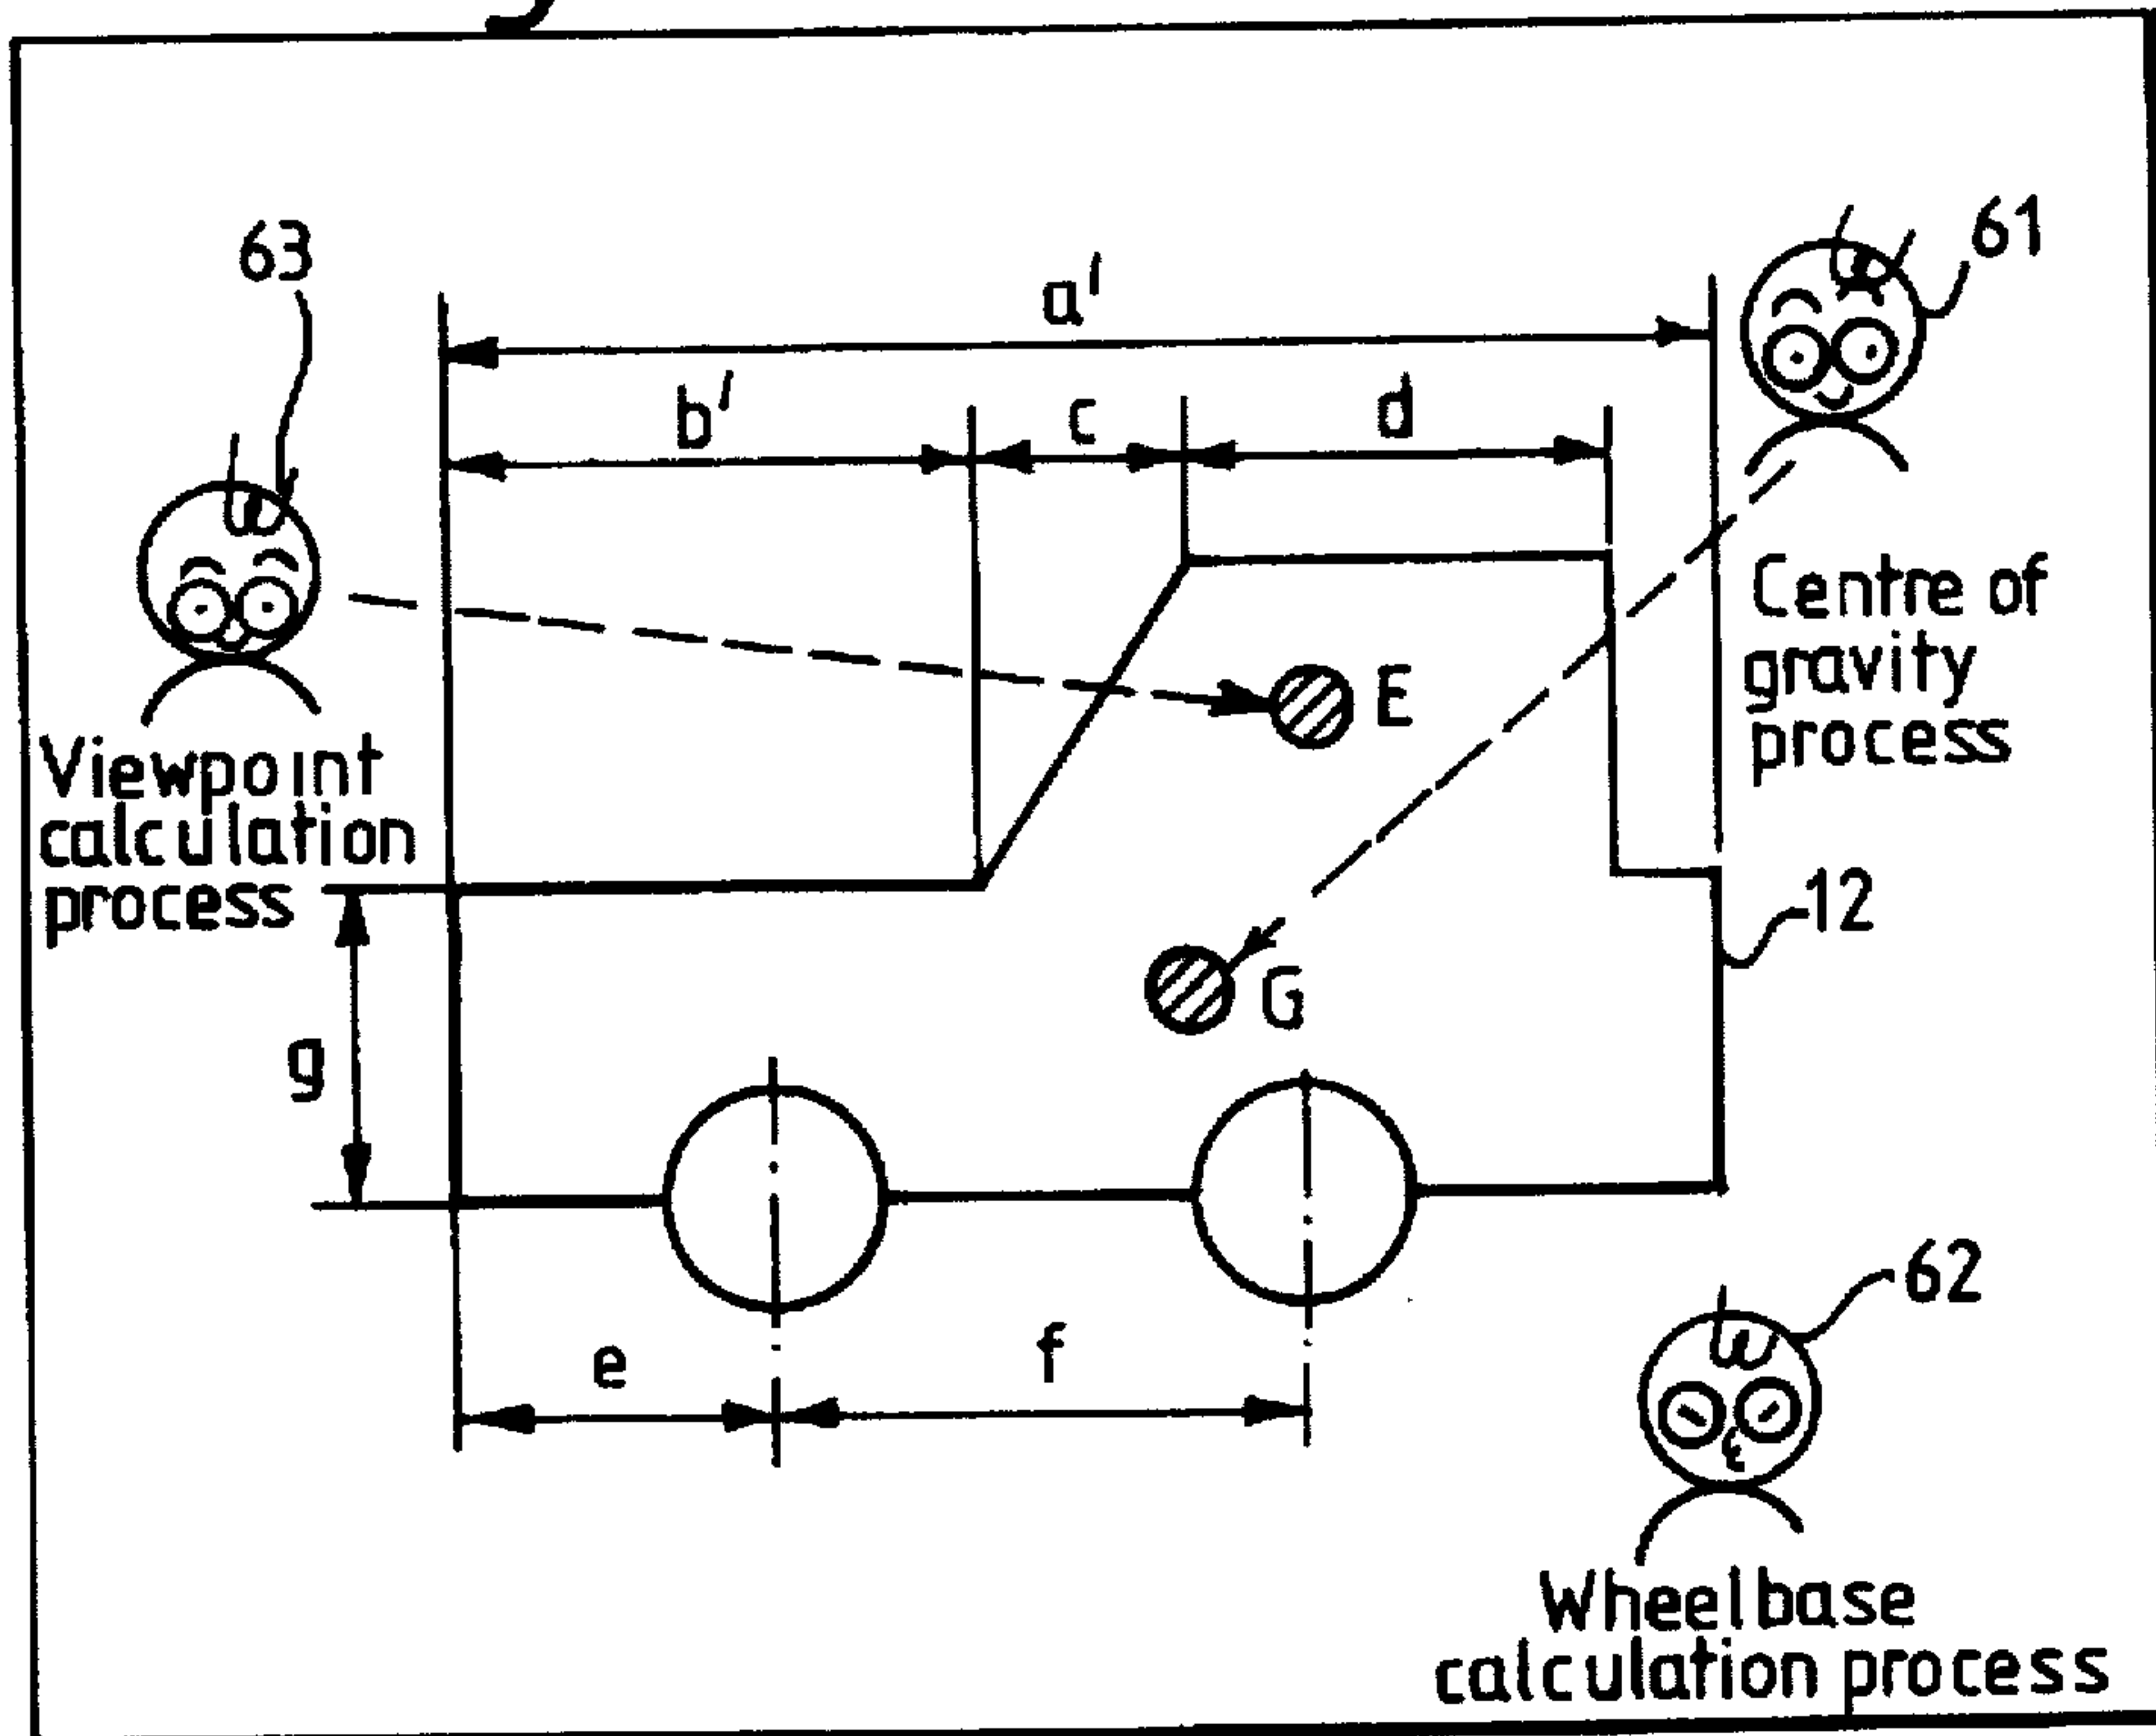 63
61
a'
b'
c
d
Centre of
gravity
process
E
Viewpoint
calculation
process
12
G
g
62
e
f
Wheelbase
calculation process